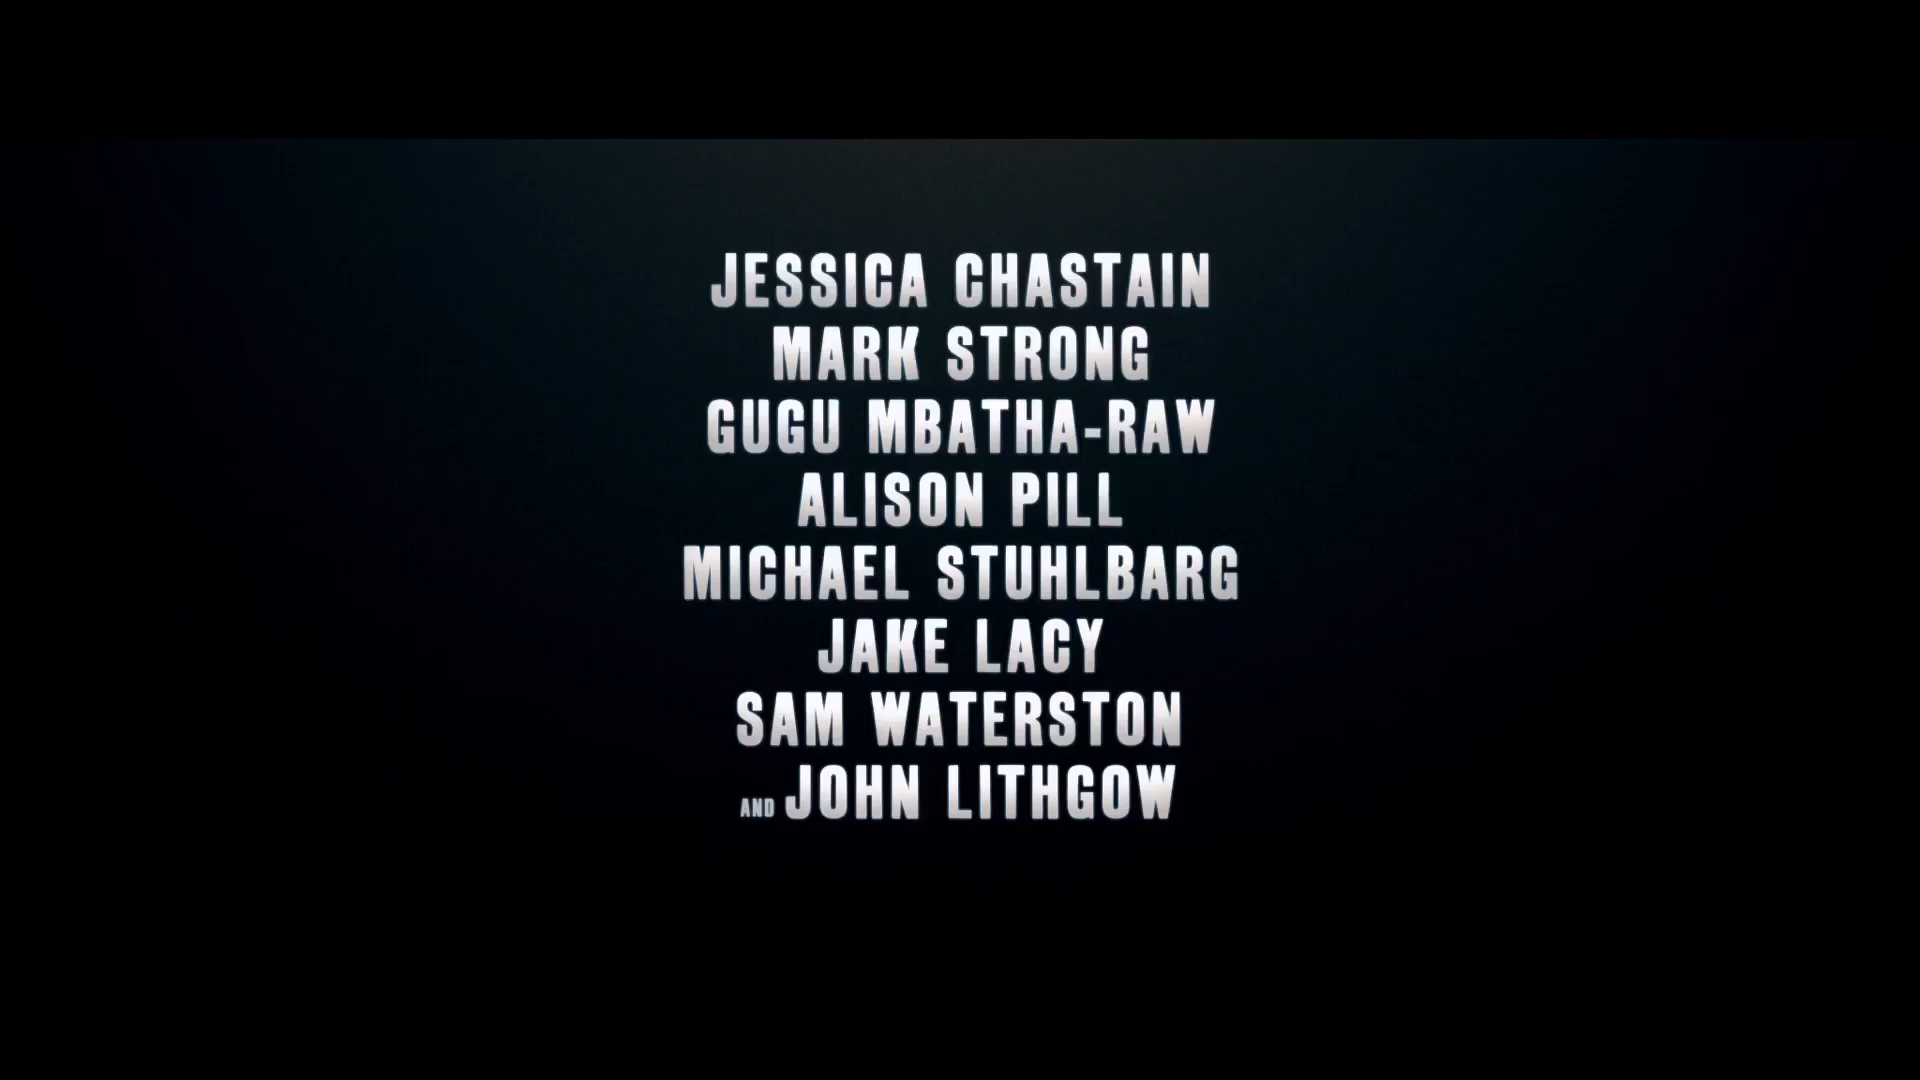 JESSICA CHASTAIN
MARK STRONG
GUGU MBATHA-RAW
ALISON PILL
MICHAEL STUHLBARG
JAKE LACY
SAM WATERSTON
AND JOHN LITHGOW